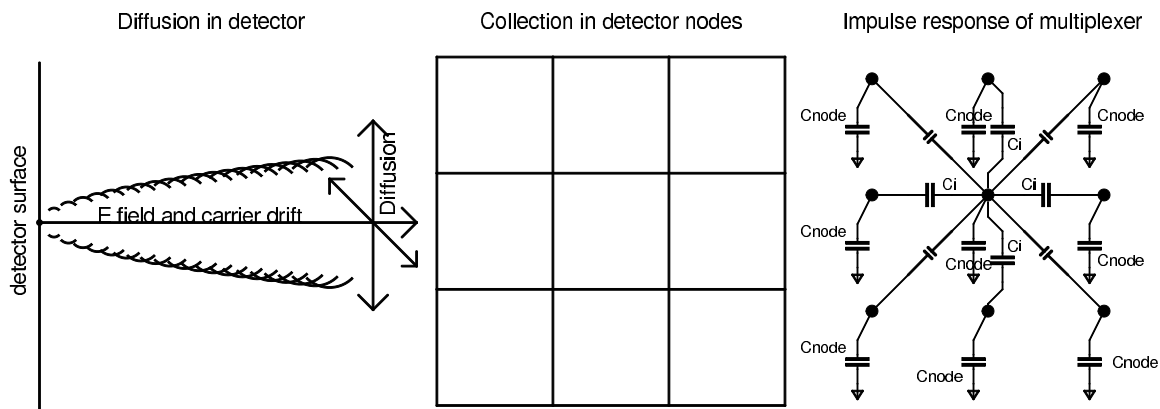 Diffusion in detector
Collection in detector nodes
Impulse response of multiplexer
detector surface
E field and carrier drift
Diffusion
Cnode
Cnode
Cnode
Ci
Ci
Ci
Cnode
Cnode
Cnode
Ci
Cnode
Cnode
Cnode